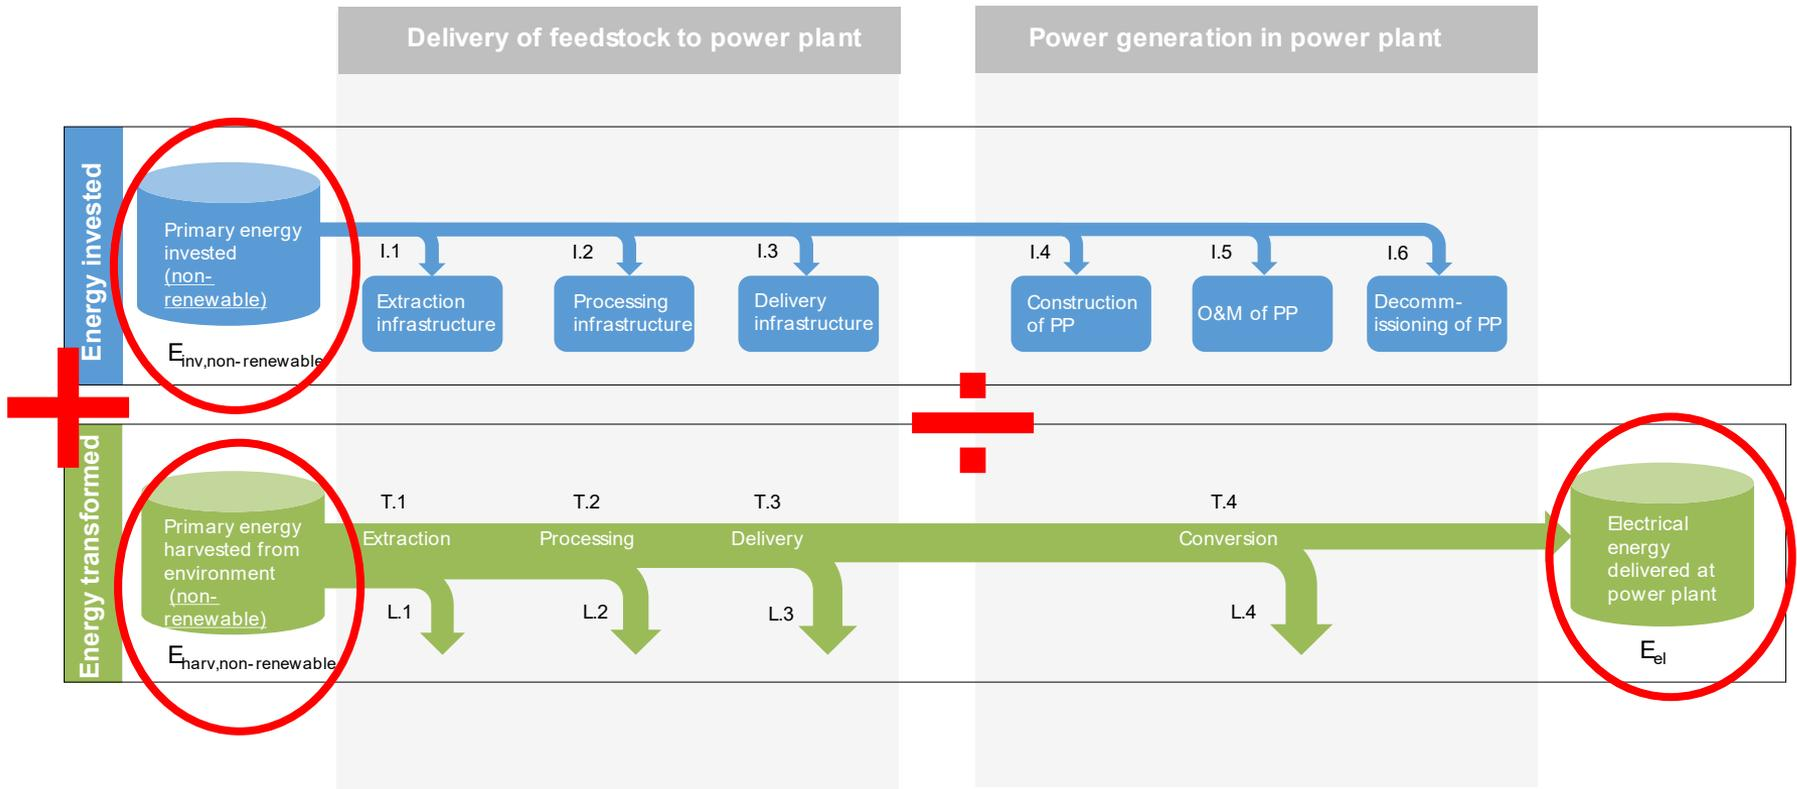 Delivery of feedstock to power plant
Power generation in power plant
Energy invested
Primary energy
invested
(non-
renewable)
E inv,non-renewable
I.1
I.2
I.3
I.4
I.5
I.6
Extraction
infrastructure
Processing
infrastructure
Delivery
infrastructure
Construction
of PP
O&M of PP
Decomm-
issioning of PP
Energy transformed
Primary energy
harvested from
environment
(non-
renewable)
E harv,non-renewable
T.1
T.2
T.3
T.4
Extraction
Processing
Delivery
Conversion
L.1
L.2
L.3
L.4
Electrical
energy
delivered at
power plant
E el